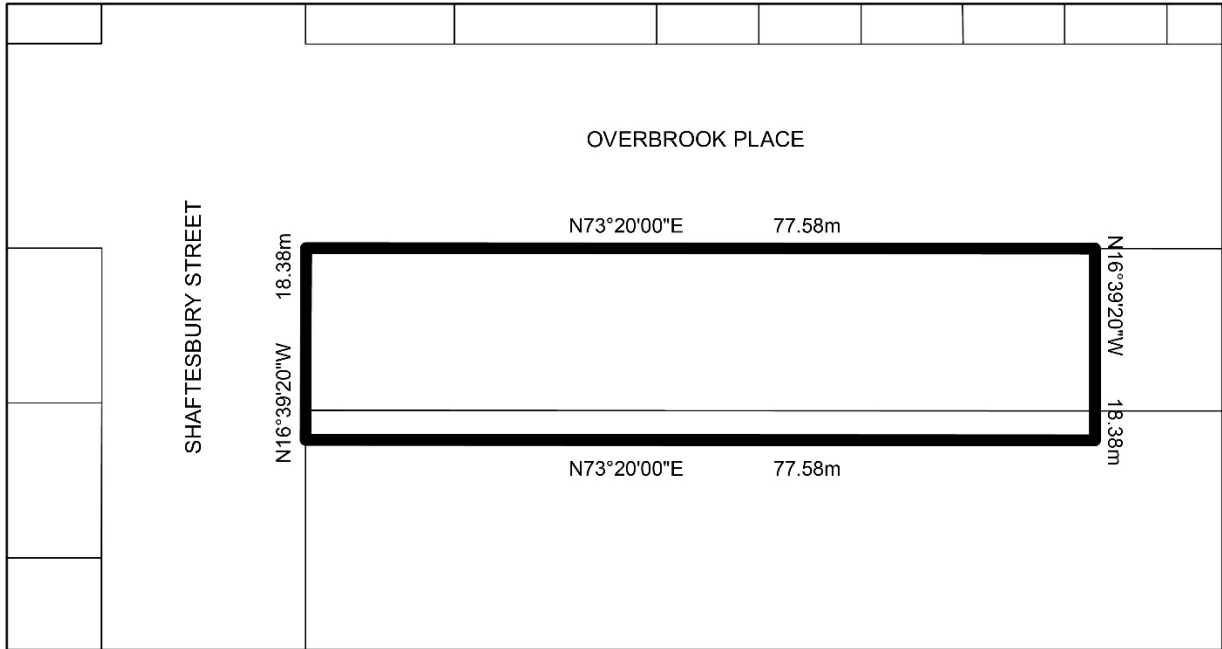 OVERBROOK PLACE
SHAFTESBURY STREET
N73°20'00"E 77.58m
N16°39'20"W 18.38m
N16°39'20"W 18.38m
N73°20'00"E 77.58m